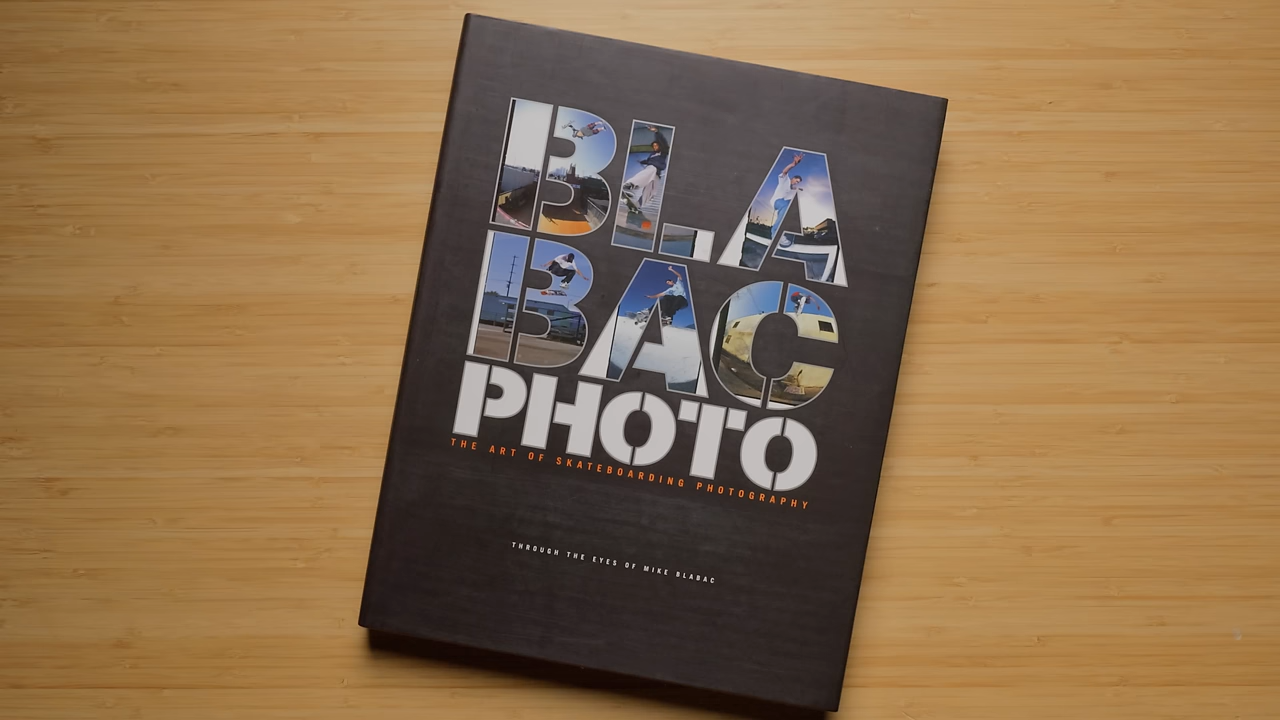 BLA
BAC
PHOTO
THE ART OF SKATEBOARDING PHOTOGRAPHY
THROUGH THE EYES OF MIKE BLABAC